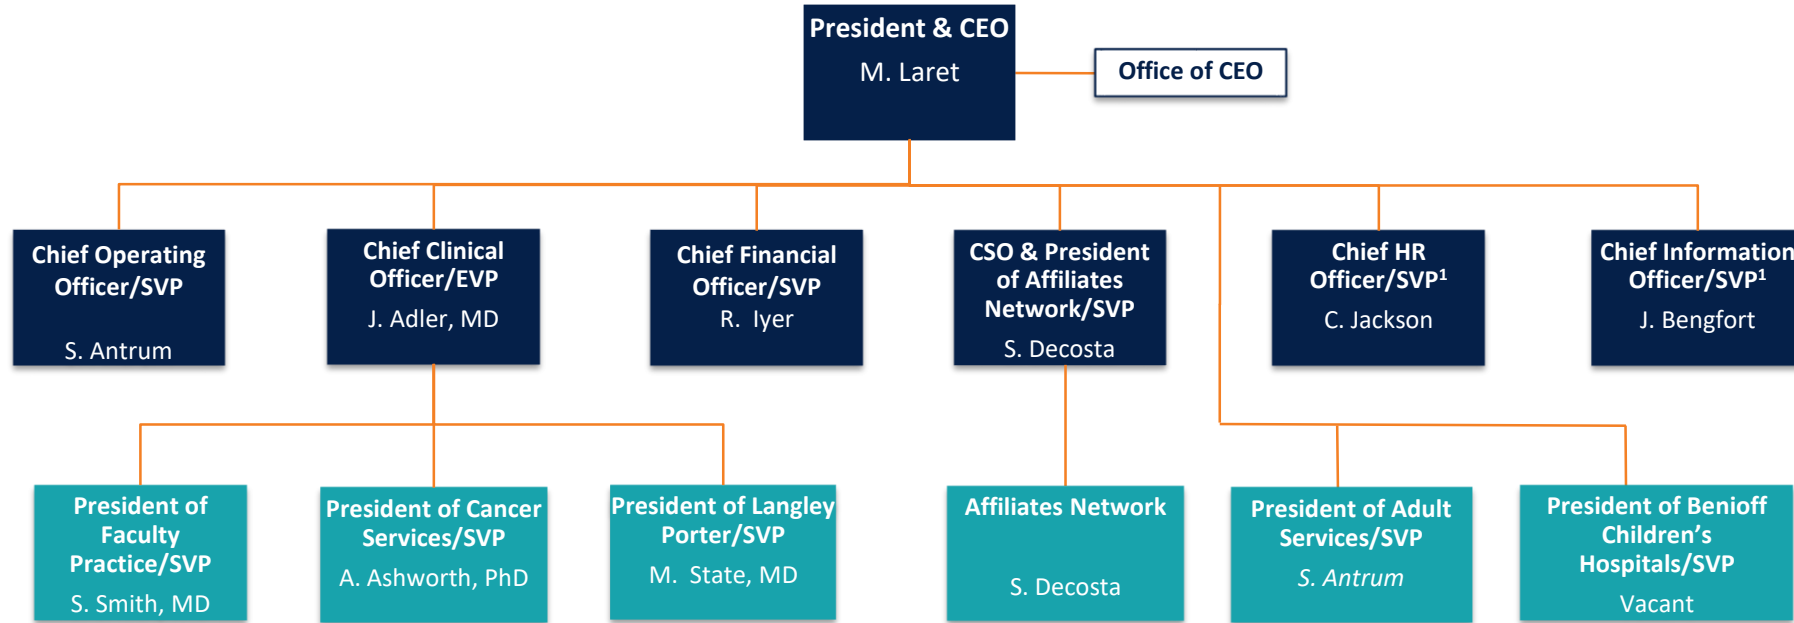 President & CEO
M. Laret
Office of CEO
Chief Operating
Officer/SVP
S. Antrum
Chief Clinical
Officer/EVP
J. Adler, MD
Chief Financial
Officer/SVP
R. Iyer
CSO & President
of Affiliates
Network/SVP
S. Decosta
Chief HR
Officer/SVP¹
C. Jackson
Chief Information
Officer/SVP¹
J. Bengfort
President of
Faculty
Practice/SVP
S. Smith, MD
President of Cancer
Services/SVP
A. Ashworth, PhD
President of Langley
Porter/SVP
M. State, MD
Affiliates Network
S. Decosta
President of Adult
Services/SVP
S. Antrum
President of Benioff
Children’s
Hospitals/SVP
Vacant